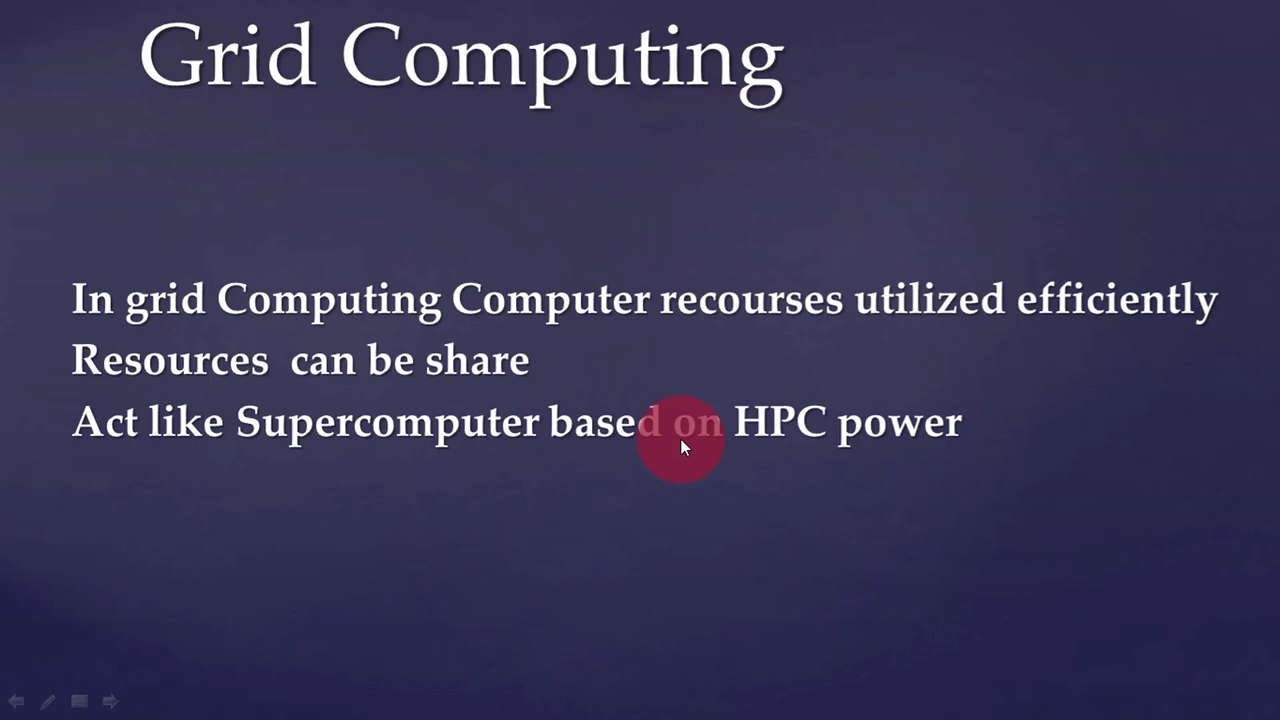 Grid Computing
In grid Computing Computer recourses utilized efficiently
Resources can be share
Act like Supercomputer based on HPC power